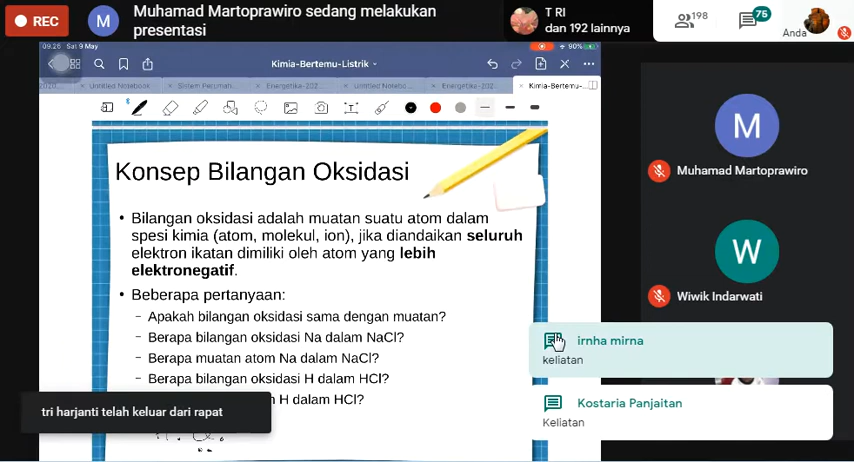 REC
M
Muhamad Martoprawiro sedang melakukan
presentasi
T RI
dan 192 lainnya
198
75
Anda
09.26 Sat 9 May
90%
Kimia-Bertemu-Listrik
Untitled Notebook
Sistem Perumah...
Energetika-202...
Untitled Notebo...
Energetika-202...
Kimia-Bertemu-...
T
Konsep Bilangan Oksidasi
• Bilangan oksidasi adalah muatan suatu atom dalam
spesi kimia (atom, molekul, ion), jika diandaikan seluruh
elektron ikatan dimiliki oleh atom yang lebih
elektronegatif.
• Beberapa pertanyaan:
– Apakah bilangan oksidasi sama dengan muatan?
– Berapa bilangan oksidasi Na dalam NaCl?
– Berapa muatan atom Na dalam NaCl?
– Berapa bilangan oksidasi H dalam HCl?
H dalam HCl?
tri harjanti telah keluar dari rapat
M
Muhamad Martoprawiro
W
Wiwik Indarwati
irnha mirna
keliatan
Kostaria Panjaitan
Keliatan